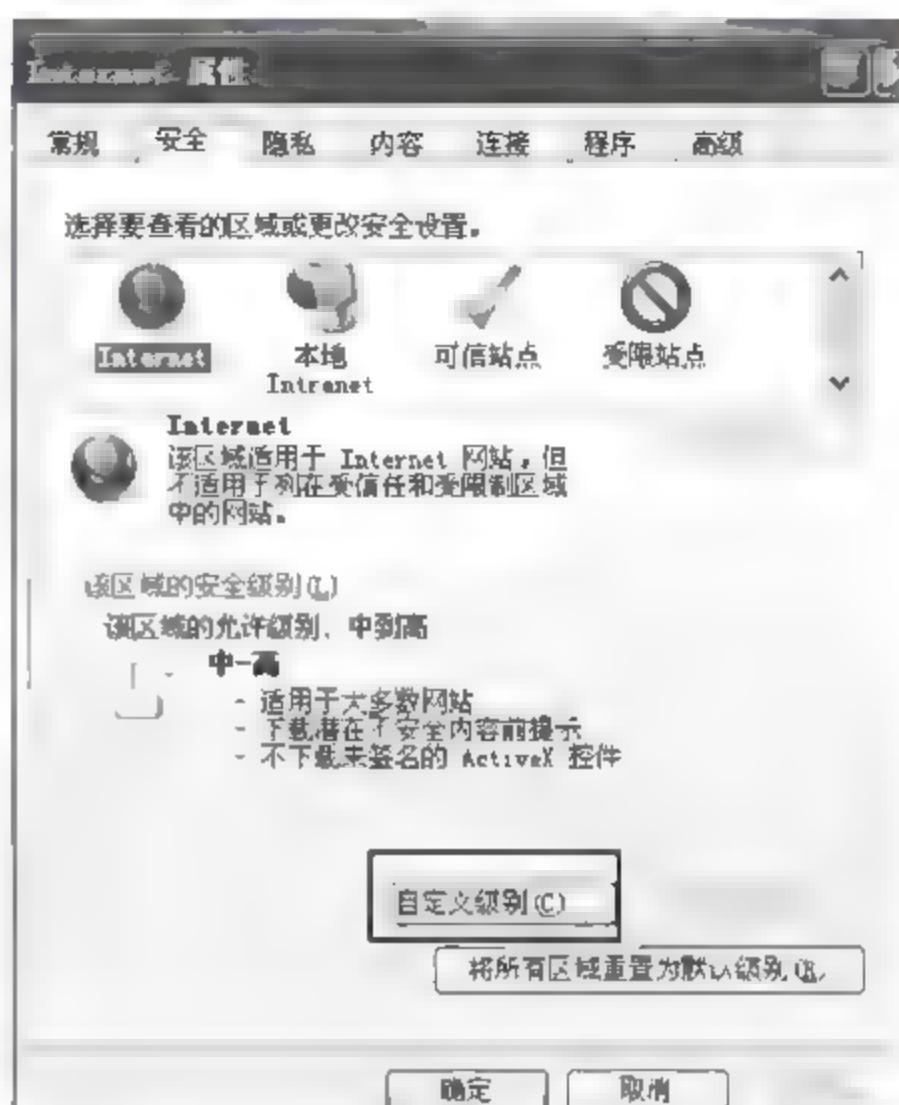 Internet 属性
常规 安全 隐私 内容 连接 程序 高级
选择要查看的区域或更改安全设置。
Internet
本地
Intranet
可信站点
受限站点
Internet
该区域适用于 Internet 网站，但
不适用于列在受信任和受限制区域
中的网站。
该区域的安全级别(L)
该区域的允许级别：中到高
中-高
- 适用于大多数网站
- 下载潜在不安全内容前提示
- 不下载未签名的 ActiveX 控件
自定义级别(C)
将所有区域重置为默认级别(R)
确定 取消